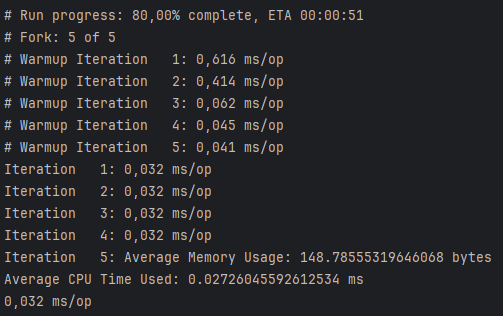 # Run progress: 80,00% complete, ETA 00:00:51
# Fork: 5 of 5
# Warmup Iteration   1: 0,616 ms/op
# Warmup Iteration   2: 0,414 ms/op
# Warmup Iteration   3: 0,062 ms/op
# Warmup Iteration   4: 0,045 ms/op
# Warmup Iteration   5: 0,041 ms/op
Iteration   1: 0,032 ms/op
Iteration   2: 0,032 ms/op
Iteration   3: 0,032 ms/op
Iteration   4: 0,032 ms/op
Iteration   5: Average Memory Usage: 148.78555319646068 bytes
Average CPU Time Used: 0.02726045592612534 ms
0,032 ms/op